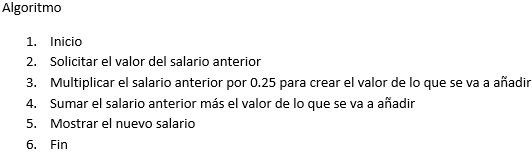 Algoritmo
1. Inicio
2. Solicitar el valor del salario anterior
3. Multiplicar el salario anterior por 0.25 para crear el valor de lo que se va a añadir
4. Sumar el salario anterior más el valor de lo que se va a añadir
5. Mostrar el nuevo salario
6. Fin